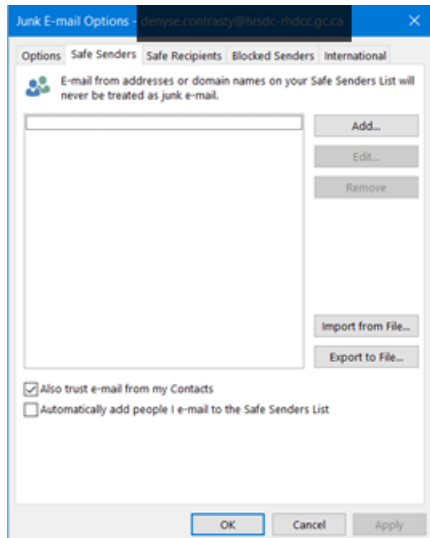 Junk E-mail Options - denyse.contrasty@hrsdc-rhdcc.gc.ca
Options Safe Senders Safe Recipients Blocked Senders International
E-mail from addresses or domain names on your Safe Senders List will
never be treated as junk e-mail.
Add...
Edit...
Remove
Import from File...
Export to File...
Also trust e-mail from my Contacts
Automatically add people I e-mail to the Safe Senders List
OK Cancel Apply